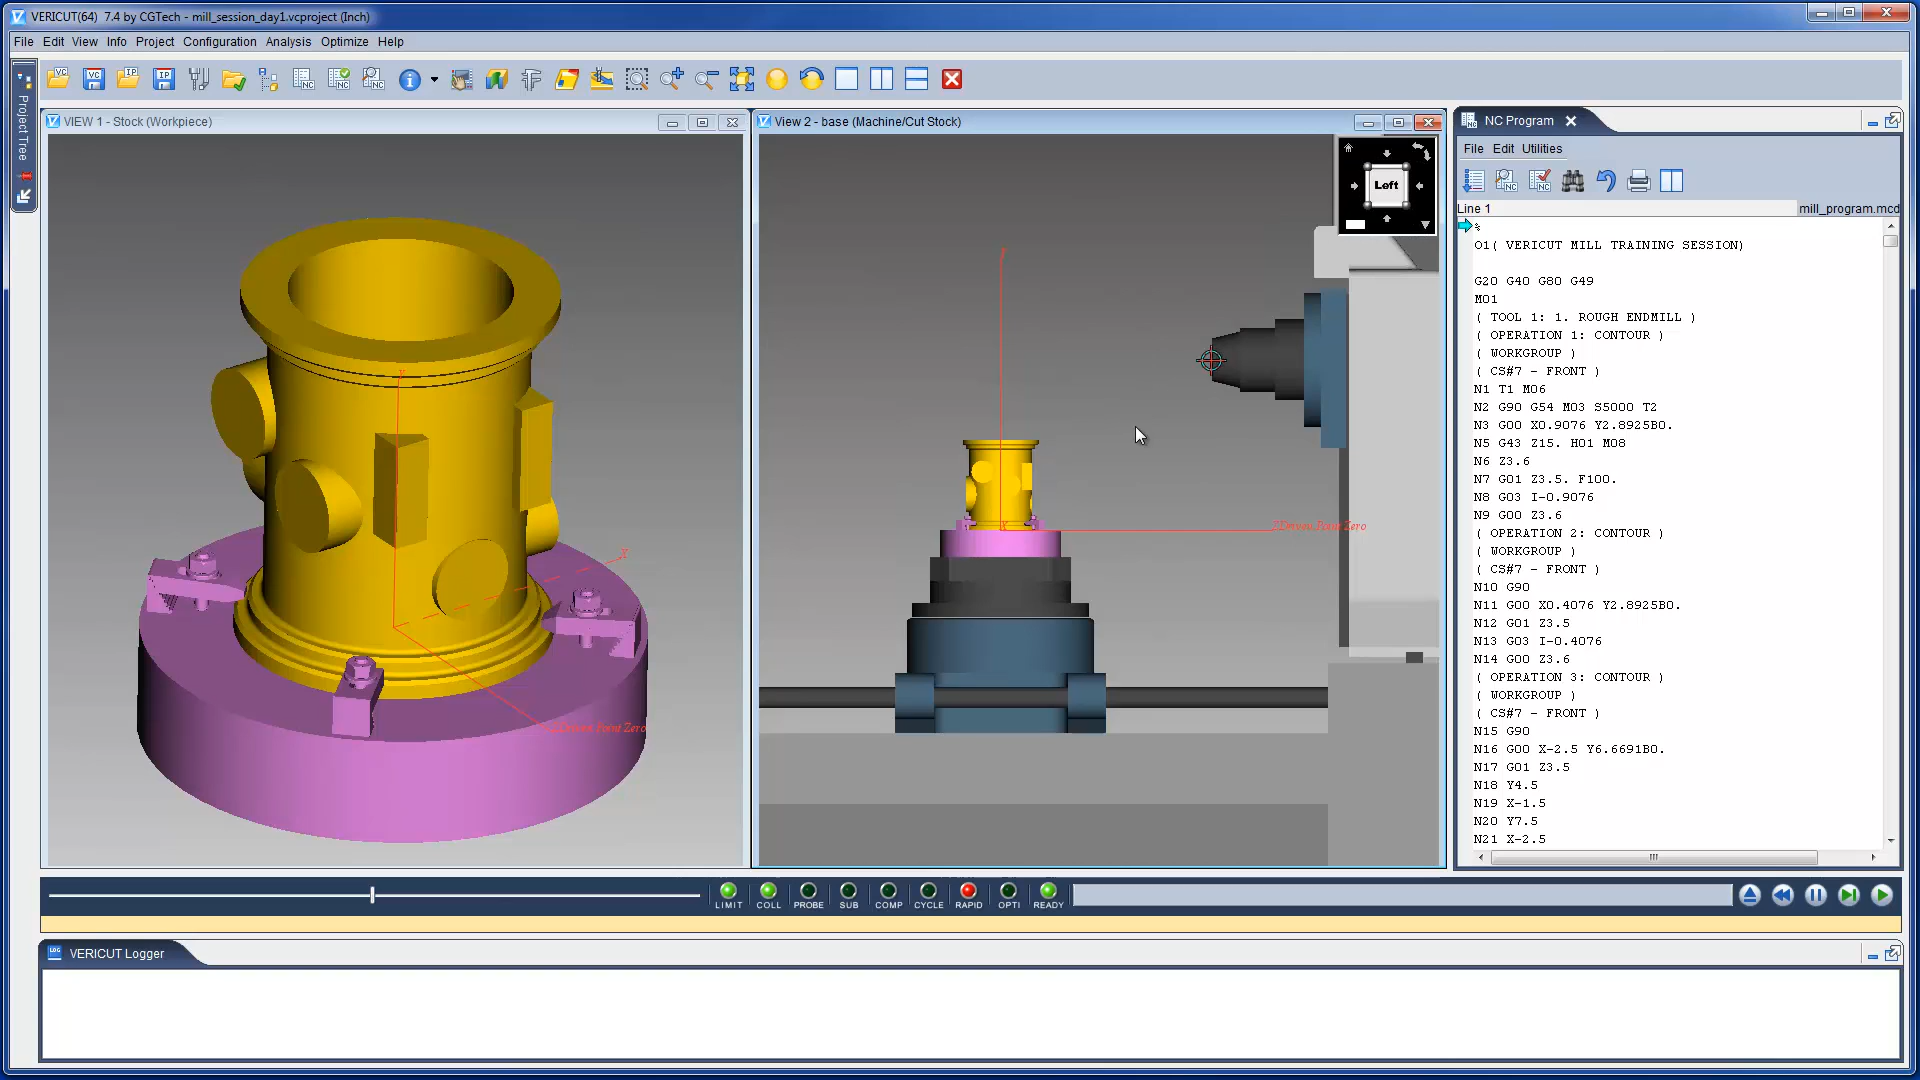 VERICUT(64) 7.4 by CGTech - mill_session_day1.vcproject (Inch)
File Edit View Info Project Configuration Analysis Optimize Help
Project Tree
VIEW 1 - Stock (Workpiece)
View 2 - base (Machine/Cut Stock)
Left
Y
X
Driven Point Zero
Y
X
ZDriven Point Zero
NC Program
File Edit Utilities
Line 1 mill_program.mcd
%
O1( VERICUT MILL TRAINING SESSION)
G20 G40 G80 G49
M01
( TOOL 1: 1. ROUGH ENDMILL )
( OPERATION 1: CONTOUR )
( WORKGROUP )
( CS#7 - FRONT )
N1 T1 M06
N2 G90 G54 M03 S5000 T2
N3 G00 X0.9076 Y2.8925B0.
N5 G43 Z15. H01 M08
N6 Z3.6
N7 G01 Z3.5. F100.
N8 G03 I-0.9076
N9 G00 Z3.6
( OPERATION 2: CONTOUR )
( WORKGROUP )
( CS#7 - FRONT )
N10 G90
N11 G00 X0.4076 Y2.8925B0.
N12 G01 Z3.5
N13 G03 I-0.4076
N14 G00 Z3.6
( OPERATION 3: CONTOUR )
( WORKGROUP )
( CS#7 - FRONT )
N15 G90
N16 G00 X-2.5 Y6.6691B0.
N17 G01 Z3.5
N18 Y4.5
N19 X-1.5
N20 Y7.5
N21 X-2.5
LIMIT COLL PROBE SUB COMP CYCLE RAPID OPTI READY
VERICUT Logger